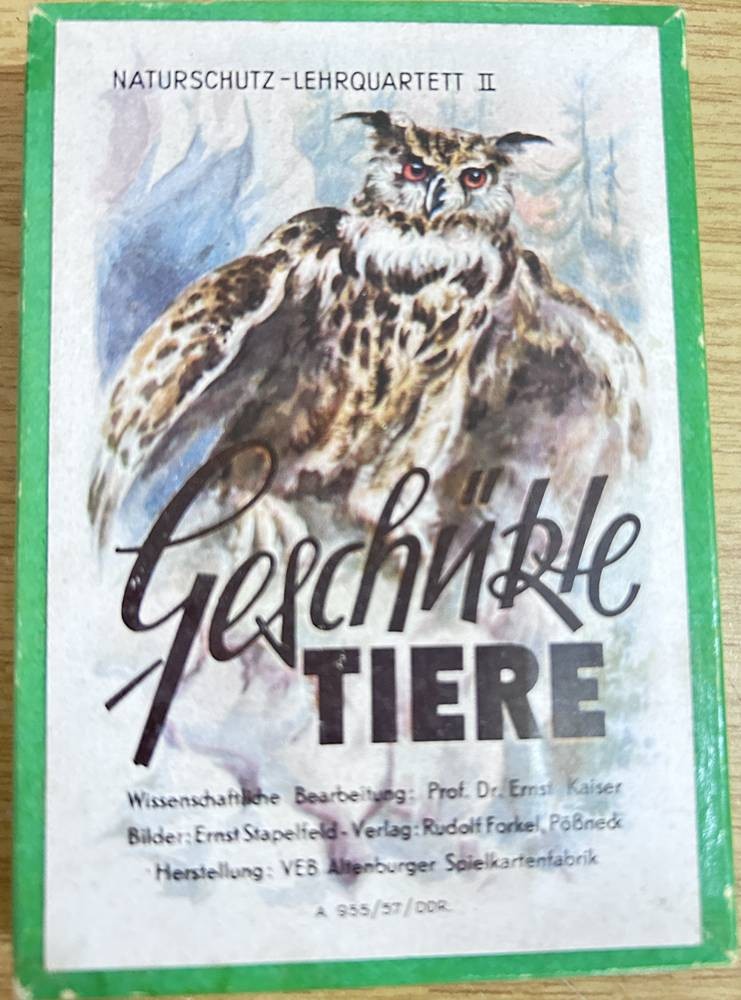 NATURSCHUTZ-LEHRQUARTETT II
Geschützte
TIERE
Wissenschaftliche Bearbeitung: Prof. Dr. Ernst Kaiser
Bilder: Ernst Stapelfeld - Verlag: Rudolf Forkel, Pößneck
Herstellung: VEB Altenburger Spielkartenfabrik
A 955/57/DDR.